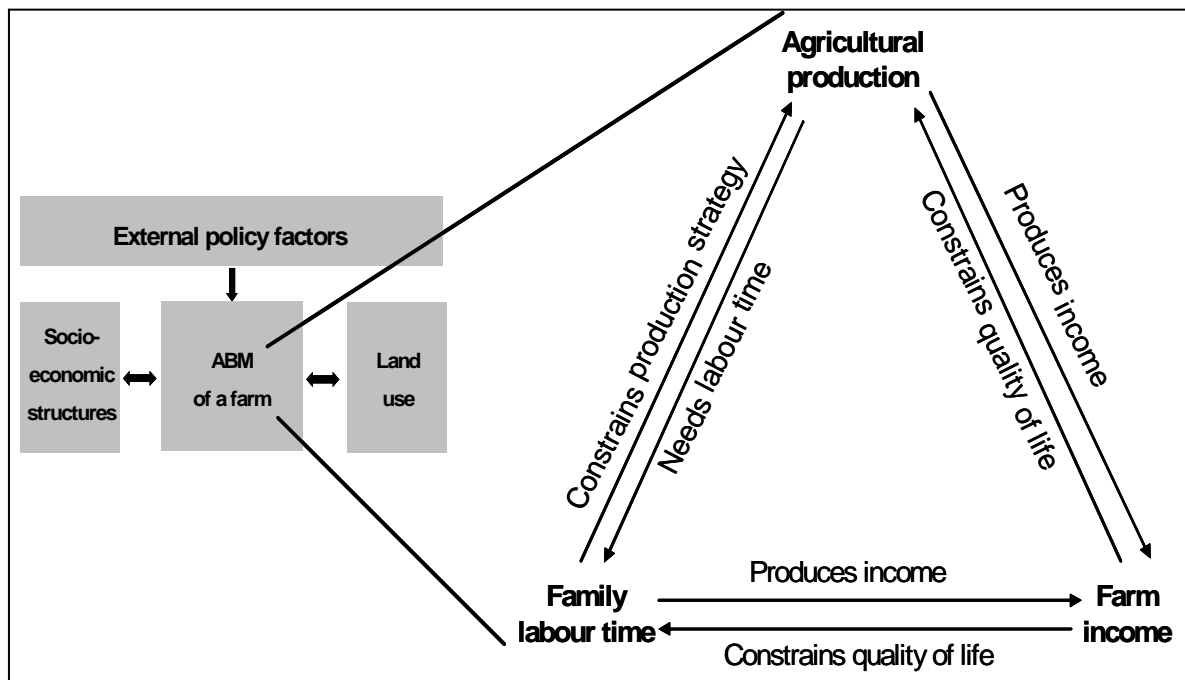 Agricultural
production
External policy factors
Socio-
economic
structures
ABM
of a farm
Land
use
Constrains production strategy
Needs labour time
Constrains quality of life
Produces income
Family
labour time
Produces income
Constrains quality of life
Farm
income